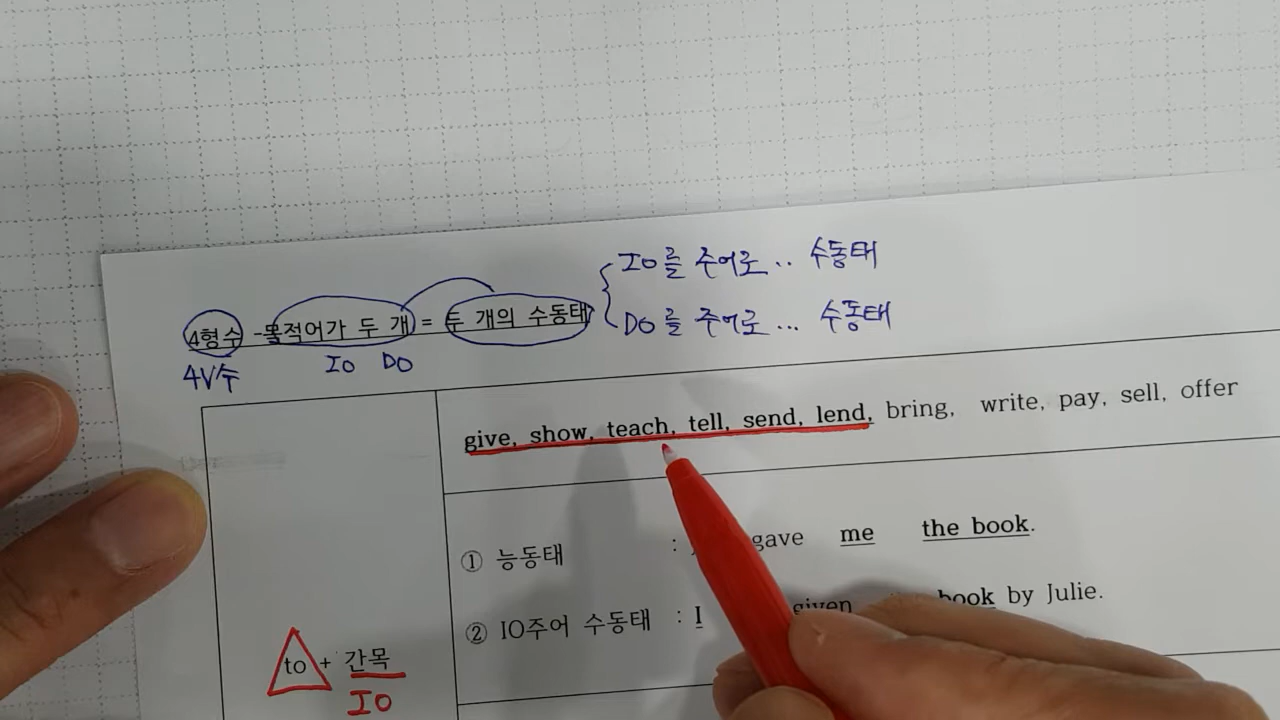 IO를 주어로.. 수동태
4형수 -목적어가 두 개 = 두 개의 수동태
DO를 주어로... 수동태
4V수 IO DO
give, show, teach, tell, send, lend, bring, write, pay, sell, offer
① 능동태 : gave me the book.
② IO주어 수동태 : I given book by Julie.
to + 간목
IO